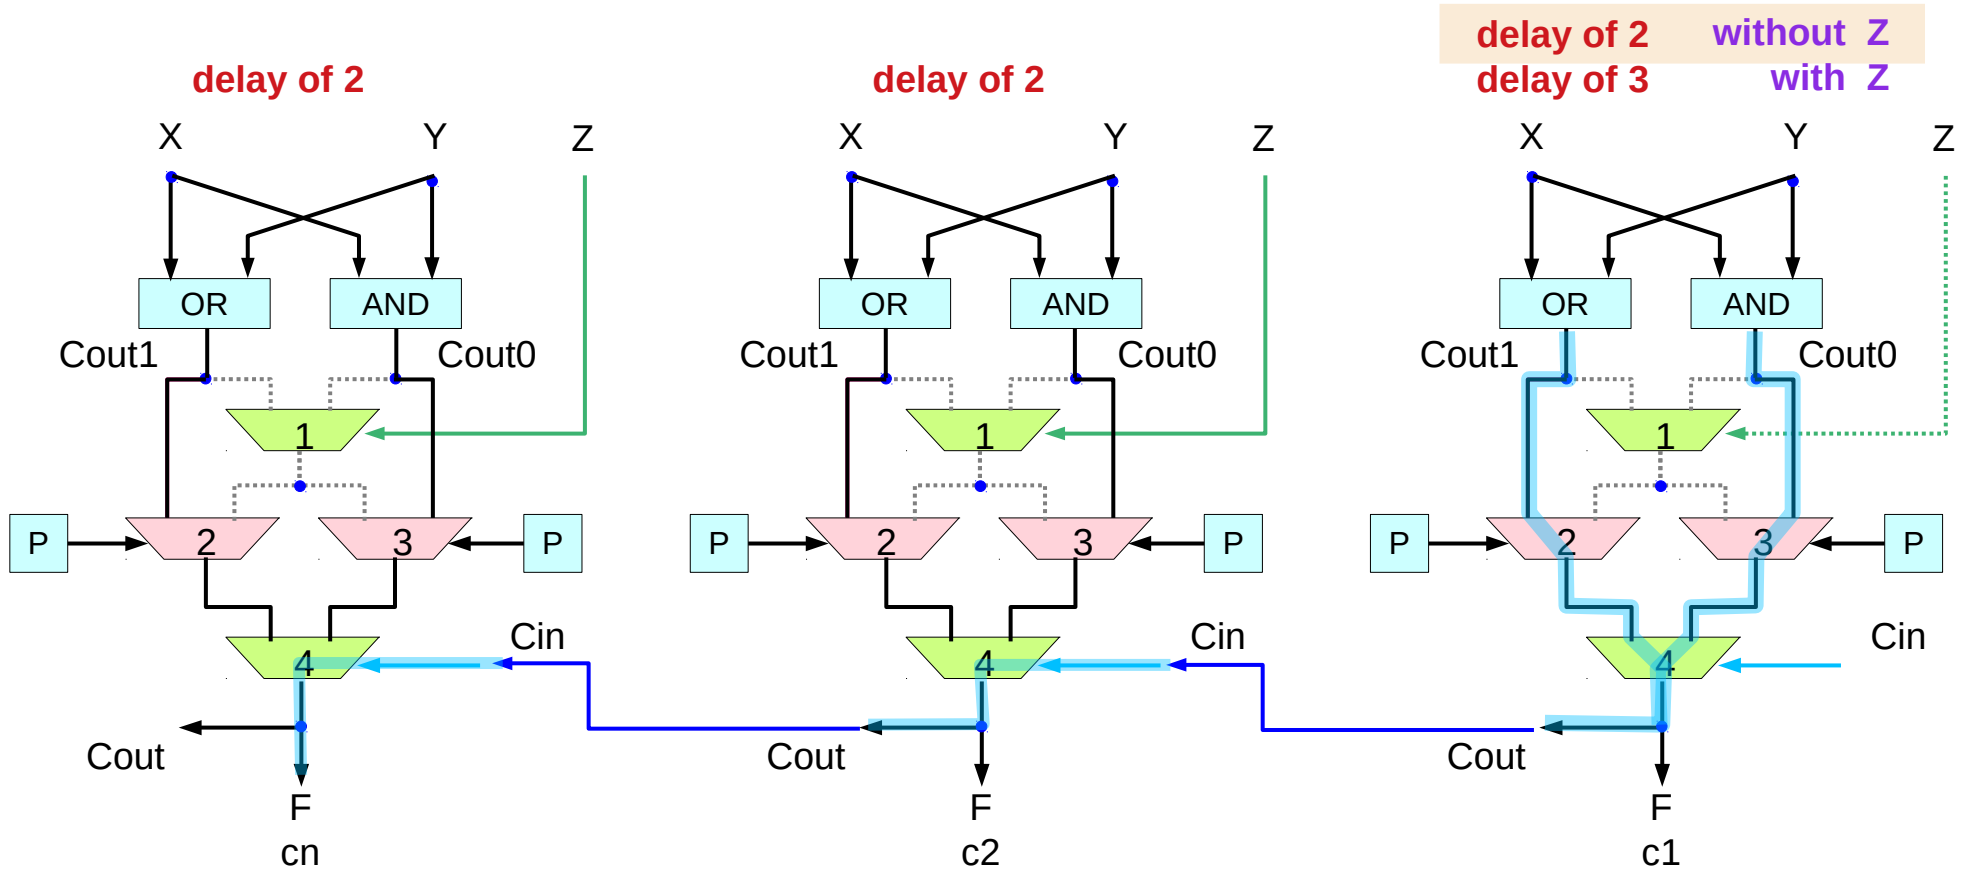 delay of 2 without Z
delay of 2 delay of 2 delay of 3 with Z
X Y Z X Y Z X Y Z
OR AND OR AND OR AND
Cout1 Cout0 Cout1 Cout0 Cout1 Cout0
1 1 1
P 2 3 P P 2 3 P P 2 3 P
4 Cin 4 Cin 4 Cin
Cout Cout Cout
F F F
cn c2 c1